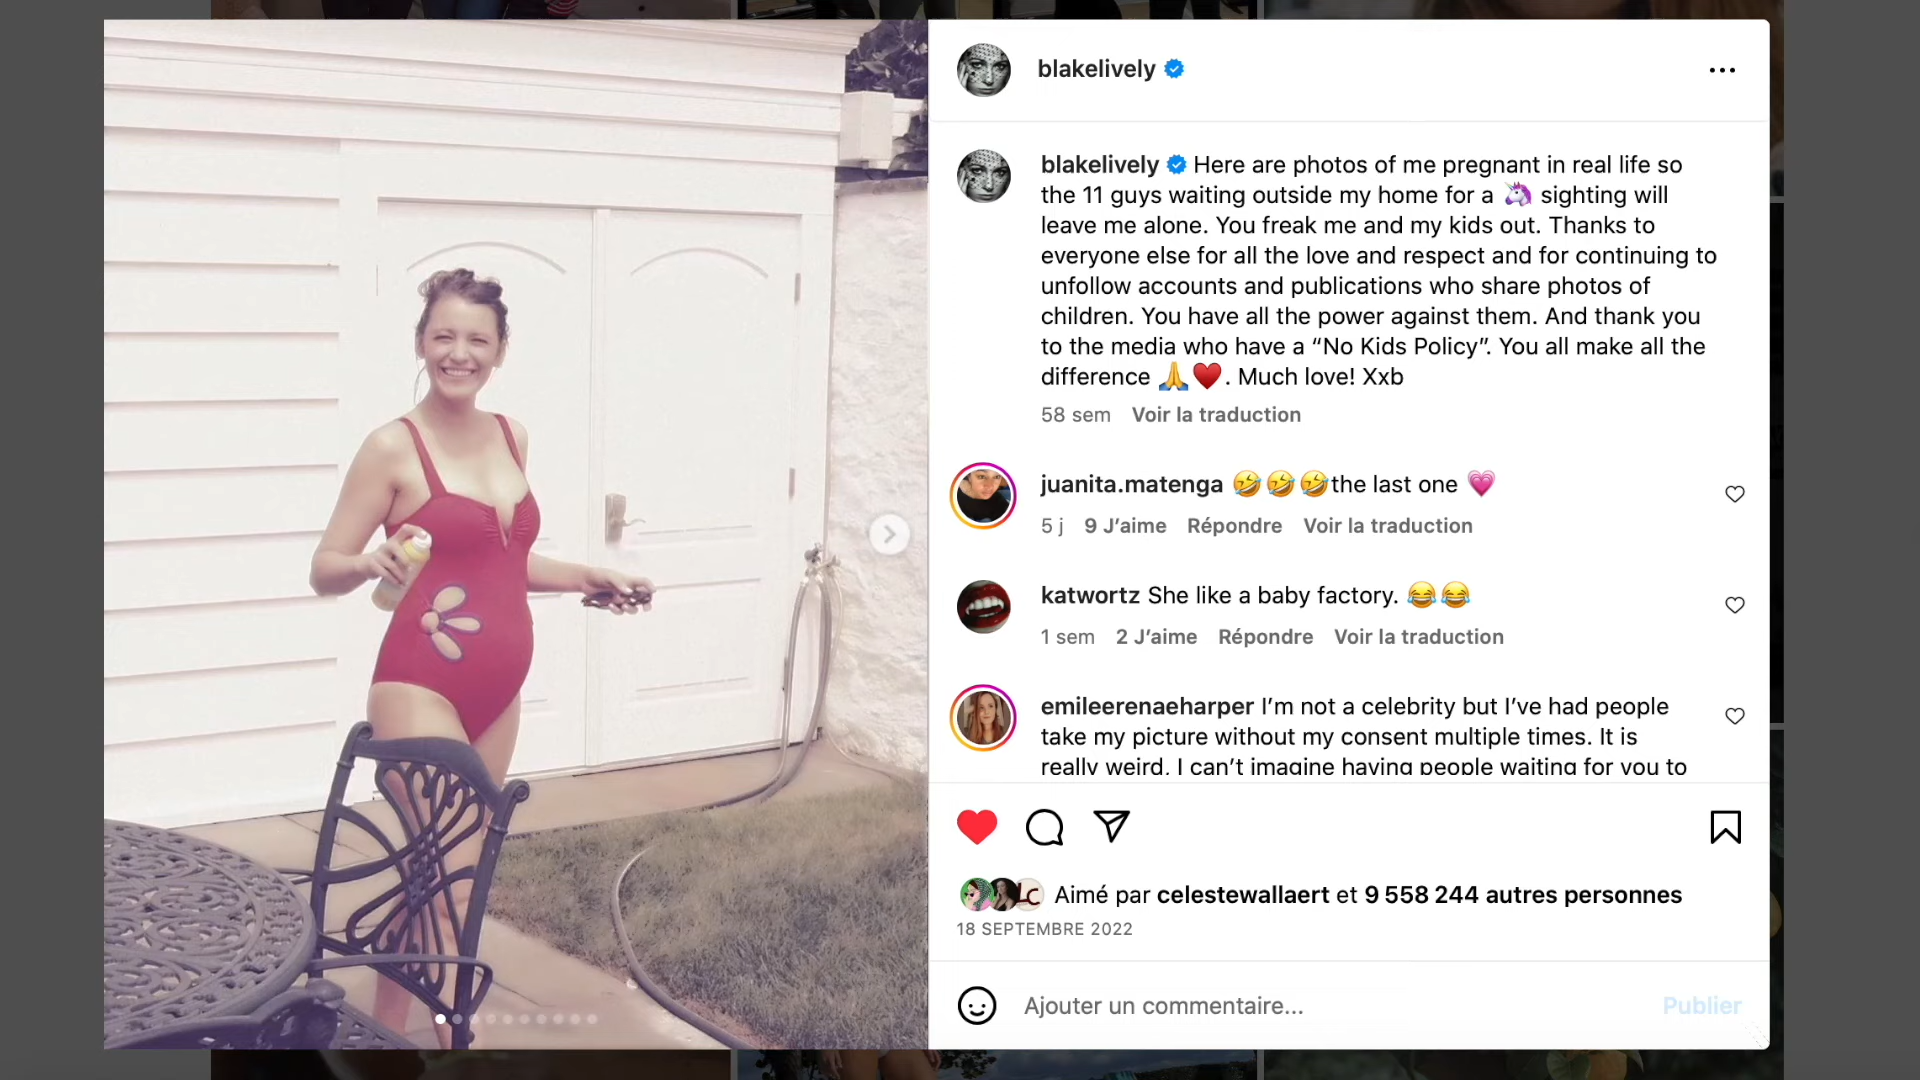 blakelively
blakelively Here are photos of me pregnant in real life so
the 11 guys waiting outside my home for a 🦄 sighting will
leave me alone. You freak me and my kids out. Thanks to
everyone else for all the love and respect and for continuing to
unfollow accounts and publications who share photos of
children. You have all the power against them. And thank you
to the media who have a “No Kids Policy”. You all make all the
difference 🙏♥️. Much love! Xxb
58 sem Voir la traduction
juanita.matenga 🤣🤣🤣the last one 💗
5 j 9 J’aime Répondre Voir la traduction
katwortz She like a baby factory. 😂😂
1 sem 2 J’aime Répondre Voir la traduction
emileerenaeharper I’m not a celebrity but I’ve had people
take my picture without my consent multiple times. It is
really weird. I can’t imagine having people waiting for you to
LC
Aimé par celestewallaert et 9 558 244 autres personnes
18 SEPTEMBRE 2022
Ajouter un commentaire...
Publier